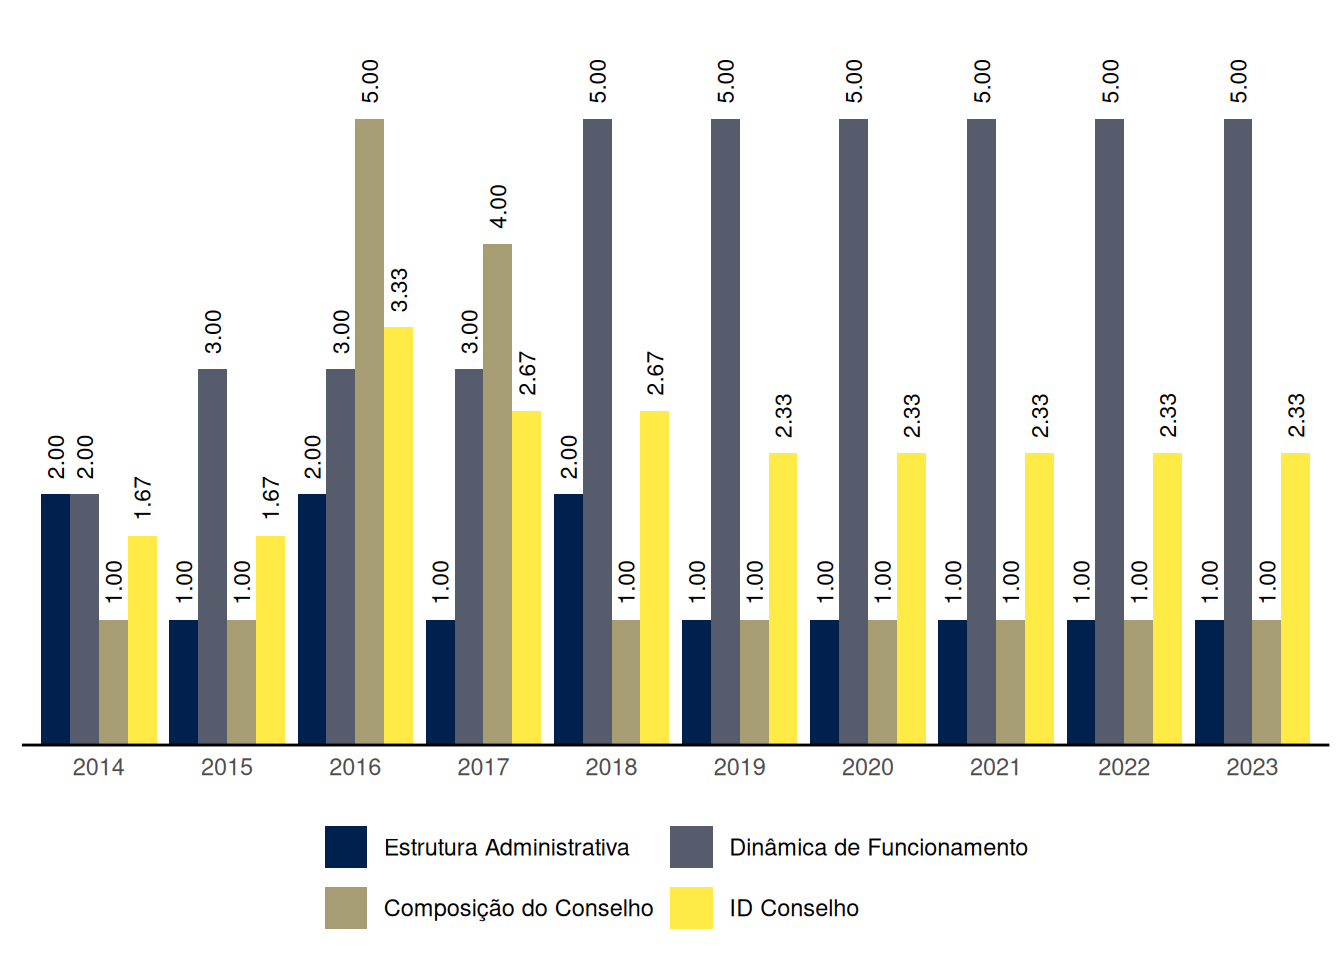 2.00 2.00 1.00 1.67
1.00 3.00 1.00 1.67
2.00 3.00 5.00 3.33
1.00 3.00 4.00 2.67
2.00 5.00 1.00 2.67
1.00 5.00 1.00 2.33
1.00 5.00 1.00 2.33
1.00 5.00 1.00 2.33
1.00 5.00 1.00 2.33
1.00 5.00 1.00 2.33
2014 2015 2016 2017 2018 2019 2020 2021 2022 2023
Estrutura Administrativa Dinâmica de Funcionamento
Composição do Conselho ID Conselho